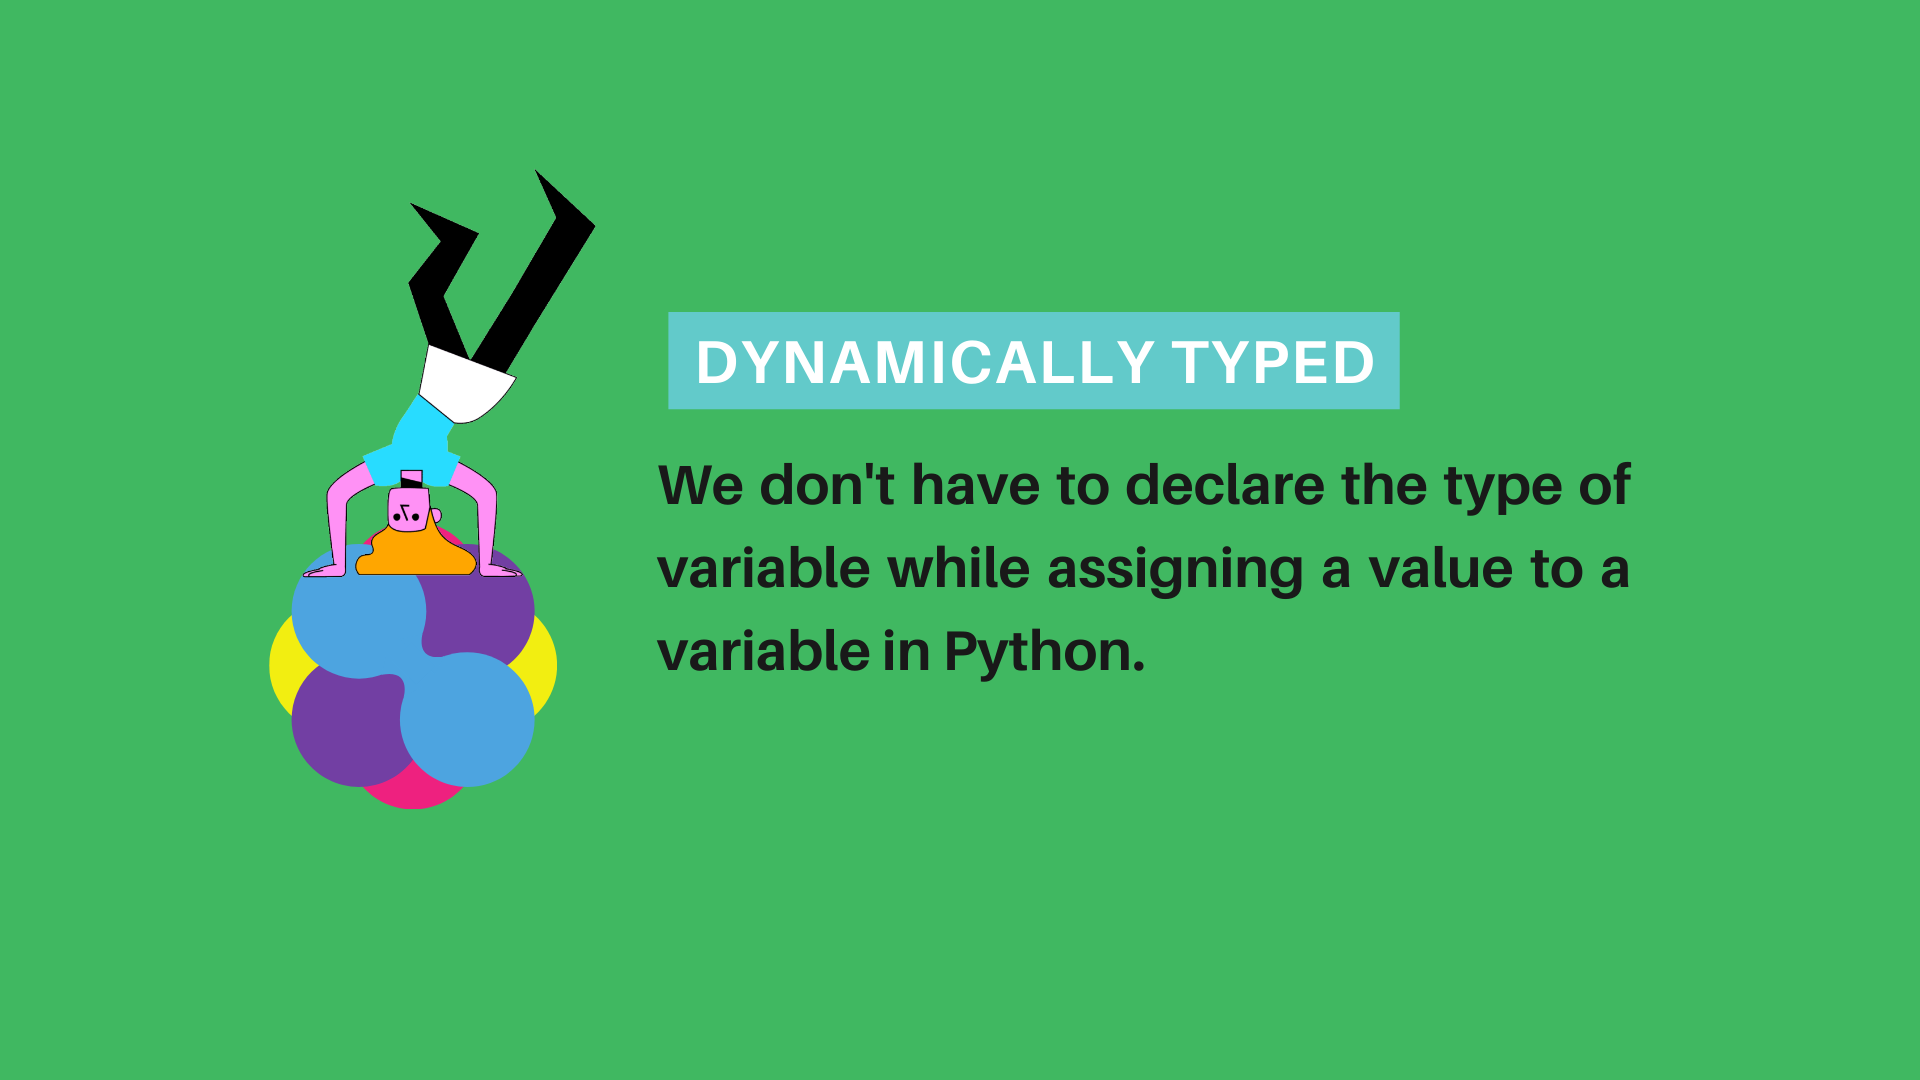 DYNAMICALLY TYPED
We don't have to declare the type of
variable while assigning a value to a
variable in Python.